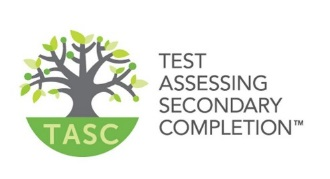 TASC
TEST
ASSESSING
SECONDARY
COMPLETION™